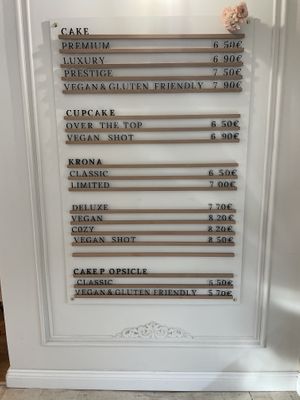 CAKE
PREMIUM 6 50€
LUXURY 6 90€
PRESTIGE 7 50€
VEGAN & GLUTEN FRIENDLY 7 90€
CUPCAKE
OVER THE TOP 6 50€
VEGAN SHOT 6 90€
KRONA
CLASSIC 6 50€
LIMITED 7 00€
DELUXE 7 70€
VEGAN 8 20€
COZY 8 20€
VEGAN SHOT 8 50€
CAKE P OPSICLE
CLASSIC 5 50€
VEGAN & GLUTEN FRIENDLY 5 70€